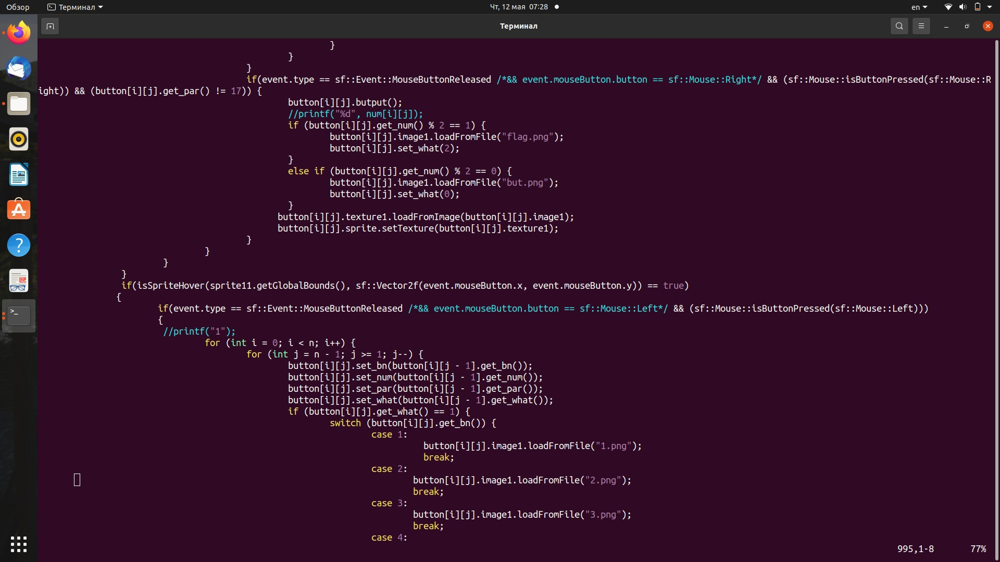 Обзор
Терминал
Чт, 12 мая 07:28
en
Терминал
}
}
}
if(event.type == sf::Event::MouseButtonReleased /*&& event.mouseButton.button == sf::Mouse::Right*/ && (sf::Mouse::isButtonPressed(sf::Mouse::R
ight)) && (button[i][j].get_par() != 17)) {
button[i][j].butput();
//printf("%d", num[i][j]);
if (button[i][j].get_num() % 2 == 1) {
button[i][j].image1.loadFromFile("flag.png");
button[i][j].set_what(2);
}
else if (button[i][j].get_num() % 2 == 0) {
button[i][j].image1.loadFromFile("but.png");
button[i][j].set_what(0);
}
button[i][j].texture1.loadFromImage(button[i][j].image1);
button[i][j].sprite.setTexture(button[i][j].texture1);
}
}
}
}
if(isSpriteHover(sprite11.getGlobalBounds(), sf::Vector2f(event.mouseButton.x, event.mouseButton.y)) == true)
{
if(event.type == sf::Event::MouseButtonReleased /*&& event.mouseButton.button == sf::Mouse::Left*/ && (sf::Mouse::isButtonPressed(sf::Mouse::Left)))
{
//printf("1");
for (int i = 0; i < n; i++) {
for (int j = n - 1; j >= 1; j--) {
button[i][j].set_bn(button[i][j - 1].get_bn());
button[i][j].set_num(button[i][j - 1].get_num());
button[i][j].set_par(button[i][j - 1].get_par());
button[i][j].set_what(button[i][j - 1].get_what());
if (button[i][j].get_what() == 1) {
switch (button[i][j].get_bn()) {
case 1:
button[i][j].image1.loadFromFile("1.png");
break;
case 2:
button[i][j].image1.loadFromFile("2.png");
break;
case 3:
button[i][j].image1.loadFromFile("3.png");
break;
case 4:
995,1-8 77%